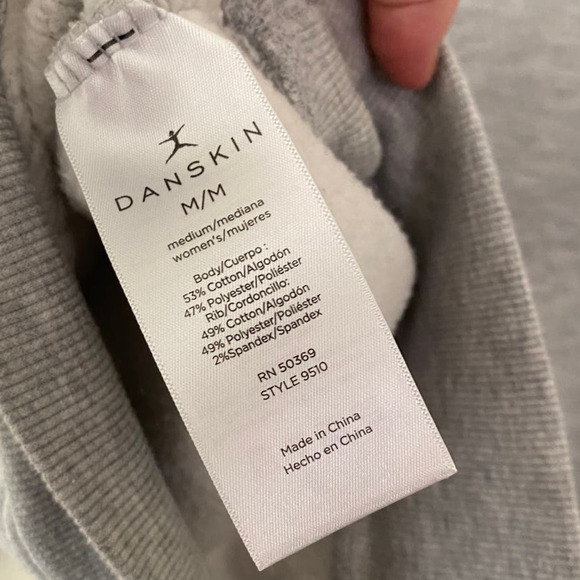 DANSKIN
M/M
medium/mediana
women's/mujeres
Body/Cuerpo :
53% Cotton/Algodón
47% Polyester/Poliéster
Rib/Cordoncillo:
49% Cotton/Algodón
49% Polyester/Poliéster
2%Spandex/Spandex
RN 50369
STYLE 9510
Made in China
Hecho en China